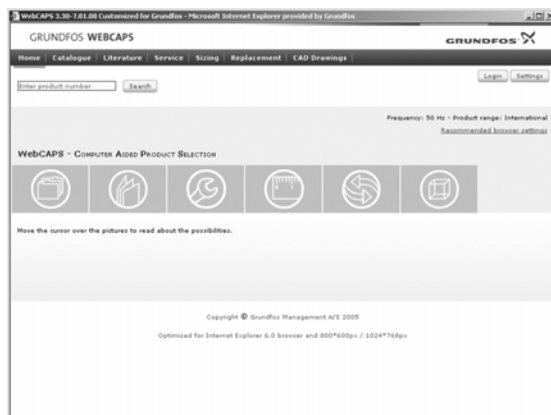 WebCAPS 3.30-7.01.08 Customized for Grundfos - Microsoft Internet Explorer provided by Grundfos
GRUNDFOS WEBCAPS
GRUNDFOS
Home Catalogue Literature Service Sizing Replacement CAD Drawings
Login Settings
Enter product number Search
Frequency: 50 Hz - Product range: International
Recommended browser settings
WebCAPS - Computer Aided Product Selection
Move the cursor over the pictures to read about the possibilities.
Copyright © Grundfos Management A/S 2005
Optimized for Internet Explorer 6.0 browser and 800*600px / 1024*768px